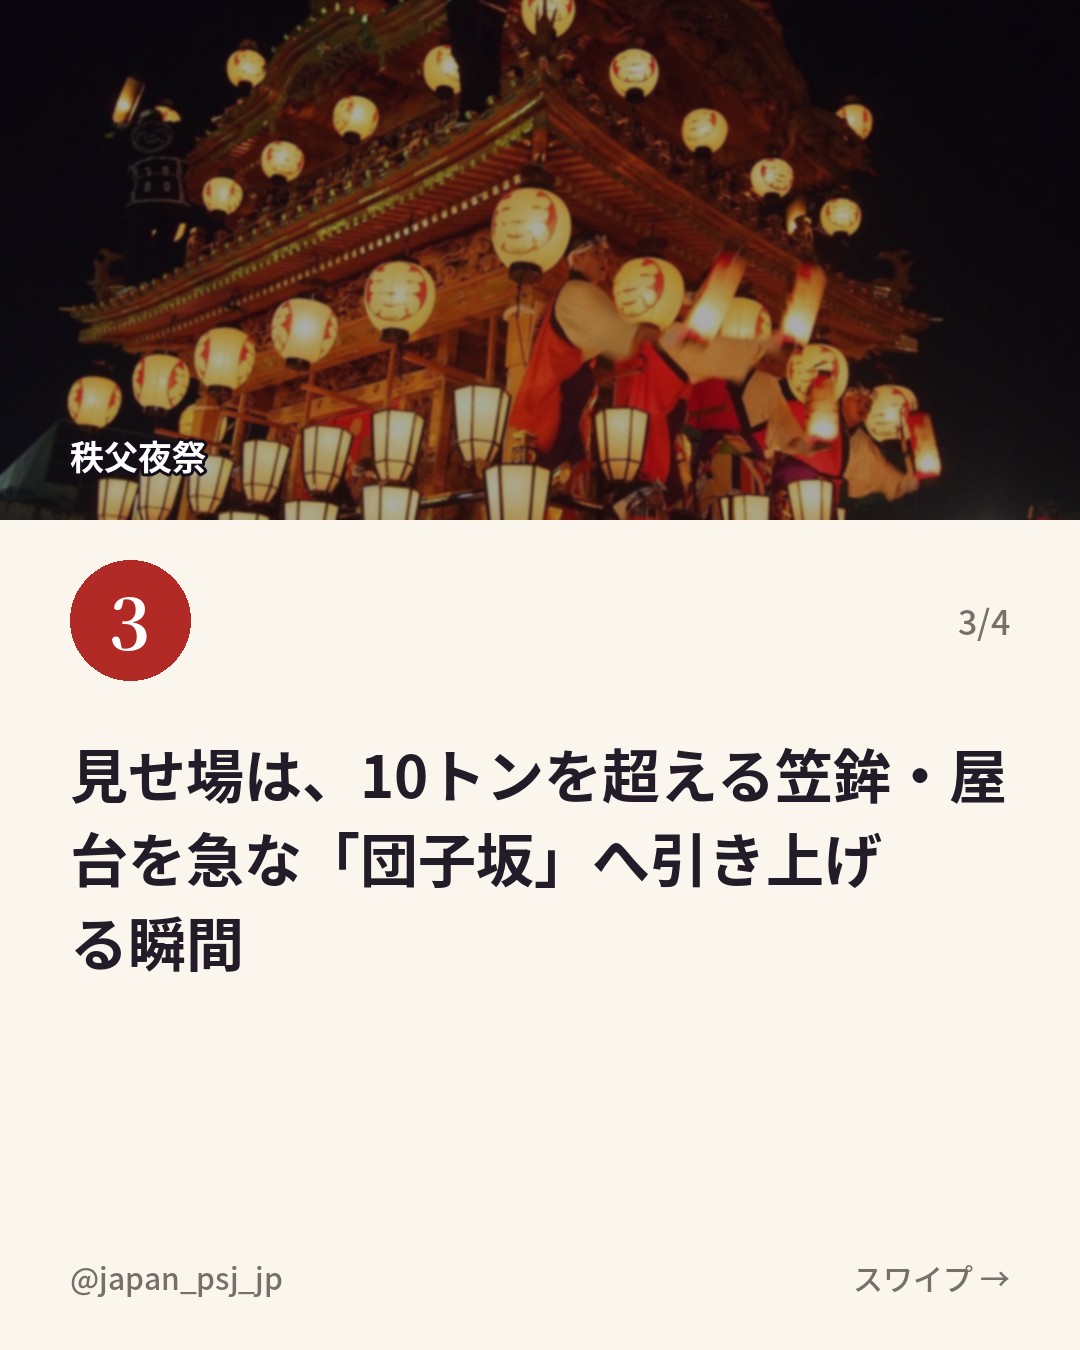 秩父夜祭
3
3/4
見せ場は、10トンを超える笠鉾・屋
台を急な「団子坂」へ引き上げ
る瞬間
@japan_psj_jp
スワイプ →